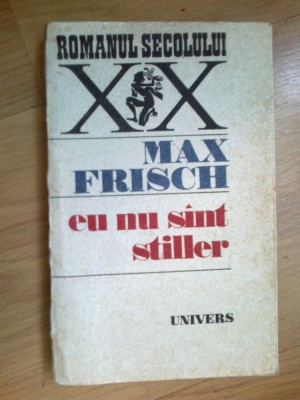 ROMANUL SECOLULUI
XX
MAX
FRISCH
eu nu sînt
stiller
UNIVERS